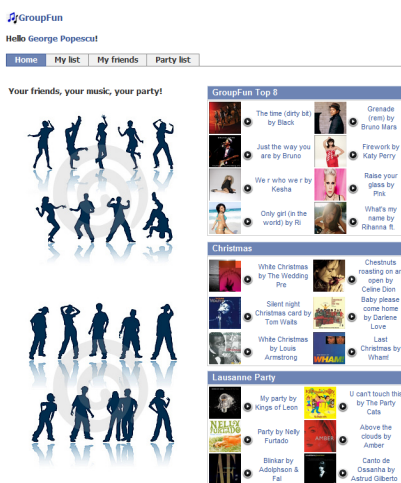 GroupFun
Hello George Popescu!
Home
My list
My friends
Party list
Your friends, your music, your party!
GroupFun Top 8
The time (dirty bit)
by Black
Grenade
(rem) by
Bruno Mars
Just the way you
are by Bruno
Firework by
Katy Perry
We r who we r by
Kesha
Raise your
glass by
P!nk
Only girl (in the
world) by Ri
What's my
name by
Rihanna ft.
Christmas
White Christmas
by The Wedding
Pre
Chestnuts
roasting on an
open by
Celine Dion
Silent night
Christmas card by
Tom Waits
Baby please
come home
by Darlene
Love
White Christmas
by Louis
Armstrong
WHAM!
Last
Christmas by
Wham!
Lausanne Party
My party by
Kings of Leon
U can't touch this
by The Party
Cats
NELLY
FURTADO
Party by Nelly
Furtado
AMBER
Above the
clouds by
Amber
Blinkar by
Adolphson &
Fal
Canto de
Ossanha by
Astrud Gilberto